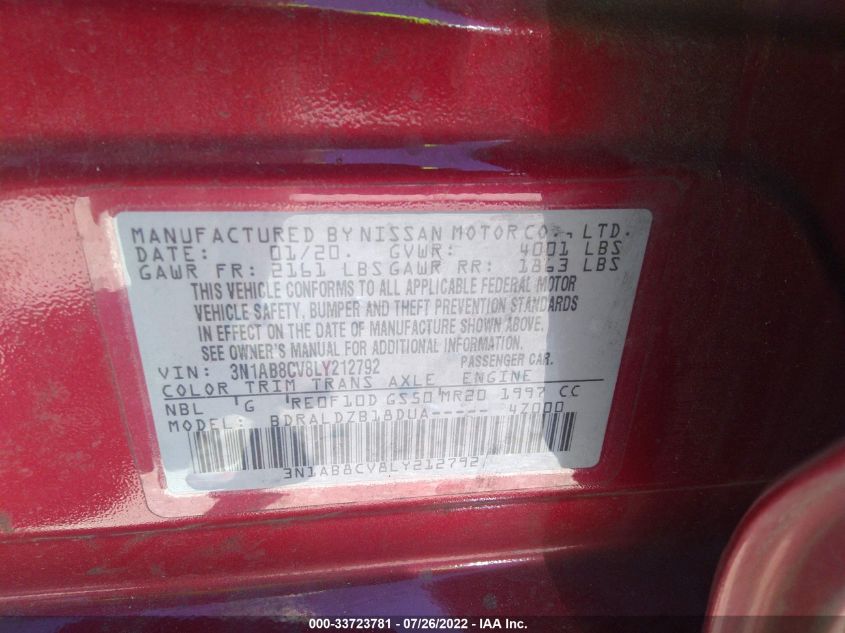 MANUFACTURED BY NISSAN MOTOR CO., LTD.
DATE: 01/20. GVWR: 4001 LBS
GAWR FR: 2161 LBS GAWR RR: 1863 LBS
THIS VEHICLE CONFORMS TO ALL APPLICABLE FEDERAL MOTOR
VEHICLE SAFETY, BUMPER AND THEFT PREVENTION STANDARDS
IN EFFECT ON THE DATE OF MANUFACTURE SHOWN ABOVE.
SEE OWNER'S MANUAL FOR ADDITIONAL INFORMATION.
VIN: 3N1AB8CV8LY212792 PASSENGER CAR.
COLOR TRIM TRANS AXLE ENGINE
NBL G RE0F10D GS50 MR20 1997 CC
MODEL: BDRALDZB18DUA----- 47000
3N1AB8CV8LY212792
000-33723781 - 07/26/2022 - IAA Inc.